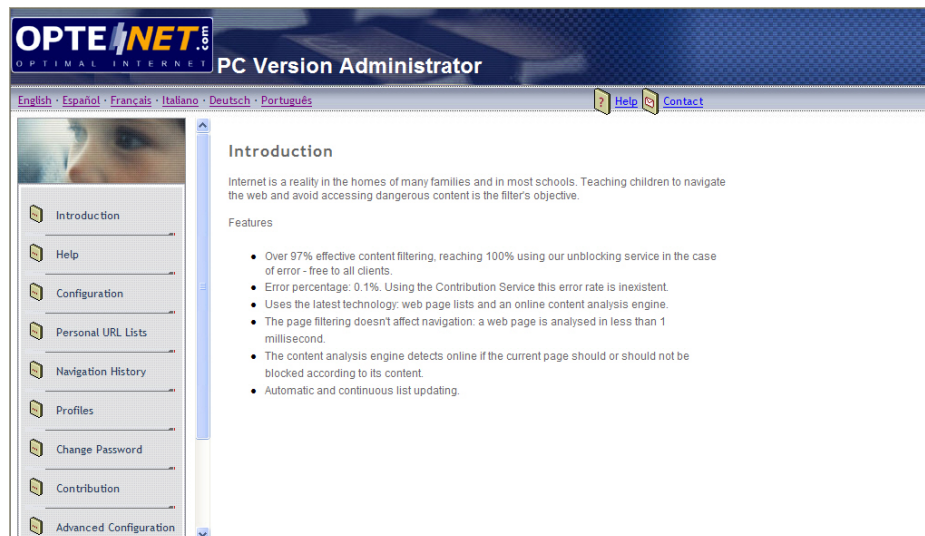 OPTENET.com
OPTIMAL INTERNET
PC Version Administrator
English · Español · Français · Italiano · Deutsch · Português
Help Contact
Introduction
Help
Configuration
Personal URL Lists
Navigation History
Profiles
Change Password
Contribution
Advanced Configuration
Introduction
Internet is a reality in the homes of many families and in most schools. Teaching children to navigate
the web and avoid accessing dangerous content is the filter's objective.
Features
Over 97% effective content filtering, reaching 100% using our unblocking service in the case
of error - free to all clients.
Error percentage: 0.1%. Using the Contribution Service this error rate is inexistent.
Uses the latest technology: web page lists and an online content analysis engine.
The page filtering doesn't affect navigation: a web page is analysed in less than 1
millisecond.
The content analysis engine detects online if the current page should or should not be
blocked according to its content.
Automatic and continuous list updating.